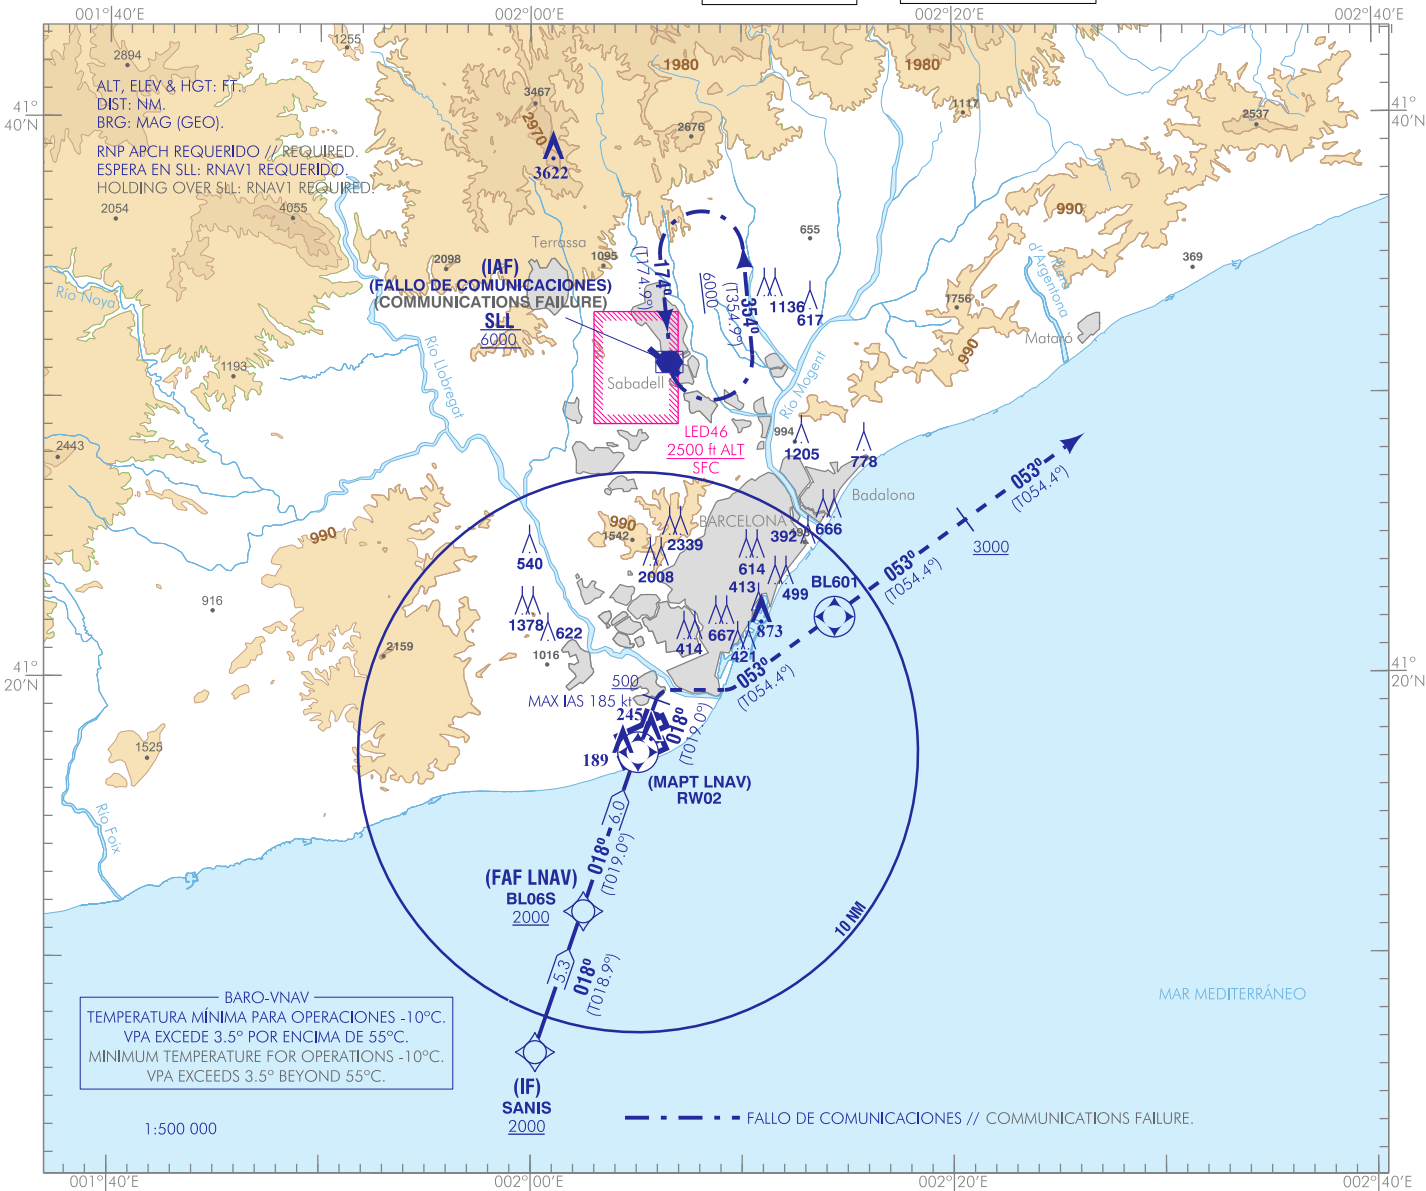 001°40'E
002°00'E
002°20'E
002°40'E
1255
2894
1980
1980
ALT, ELEV & HGT: FT.
DIST: NM.
BRG: MAG (GEO).
41°
40'N
41°
40'N
3467
2970
2676
1117
2537
RNP APCH REQUERIDO // REQUIRED.
ESPERA EN SLL: RNAV1 REQUERIDO.
HOLDING OVER SLL: RNAV1 REQUIRED.
3622
2054
4055
990
655
Terrassa
1095
2098
369
Riera
d'Argentona
(IAF)
(FALLO DE COMUNICACIONES)
(COMMUNICATIONS FAILURE)
SLL
6000
174°
(T174.9°)
6000
354°
(T354.9°)
1136
617
1756
990
Mataró
Río Noya
Río Llobregat
Río Mogent
1193
Sabadell
LED46
2500 ft ALT
SFC
994
1205
778
2443
053°
(T054.4°)
Badalona
990
990
1542
BARCELONA
2339
392
195
666
3000
540
2008
614
413
499
BL601
053°
(T054.4°)
916
1378
622
414
667
421
873
2159
1016
41°
20'N
41°
20'N
500
MAX IAS 185 kt
053°
(T054.4°)
245
018°
(T019.0°)
189
1525
(MAPT LNAV)
RW02
Río Foix
6.0
018°
(T019.0°)
(FAF LNAV)
BL06S
2000
10 NM
5.3
018°
(T018.9°)
MAR MEDITERRÁNEO
BARO-VNAV
TEMPERATURA MÍNIMA PARA OPERACIONES -10°C.
VPA EXCEDE 3.5° POR ENCIMA DE 55°C.
MINIMUM TEMPERATURE FOR OPERATIONS -10°C.
VPA EXCEEDS 3.5° BEYOND 55°C.
(IF)
SANIS
2000
1:500 000
FALLO DE COMUNICACIONES // COMMUNICATIONS FAILURE.
001°40'E
002°00'E
002°20'E
002°40'E